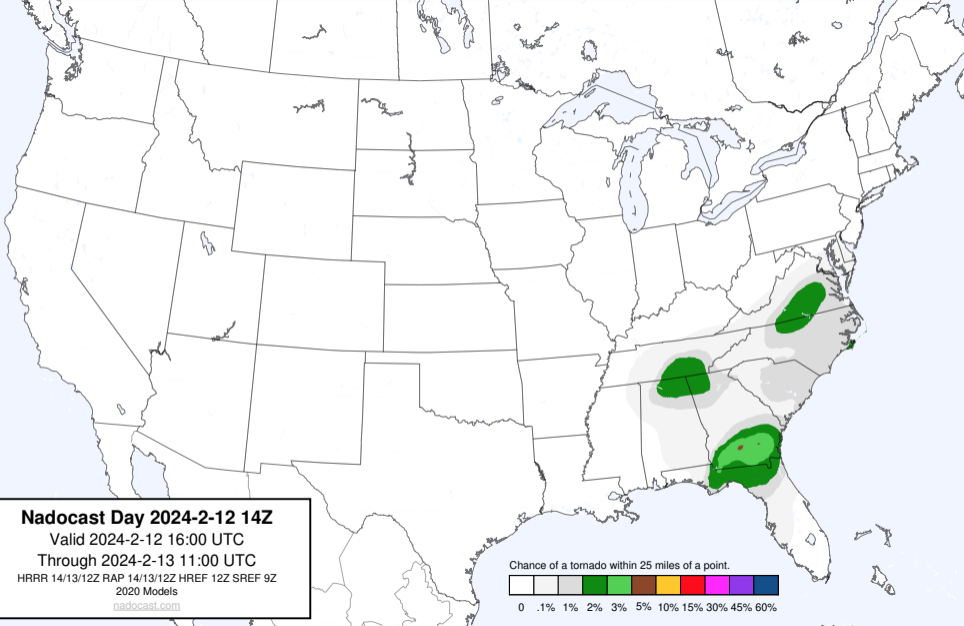 Nadocast Day 2024-2-12 14Z
Valid 2024-2-12 16:00 UTC
Through 2024-2-13 11:00 UTC
HRRR 14/13/12Z RAP 14/13/12Z HREF 12Z SREF 9Z
2020 Models
nadocast.com
Chance of a tornado within 25 miles of a point.
0 .1% 1% 2% 3% 5% 10% 15% 30% 45% 60%